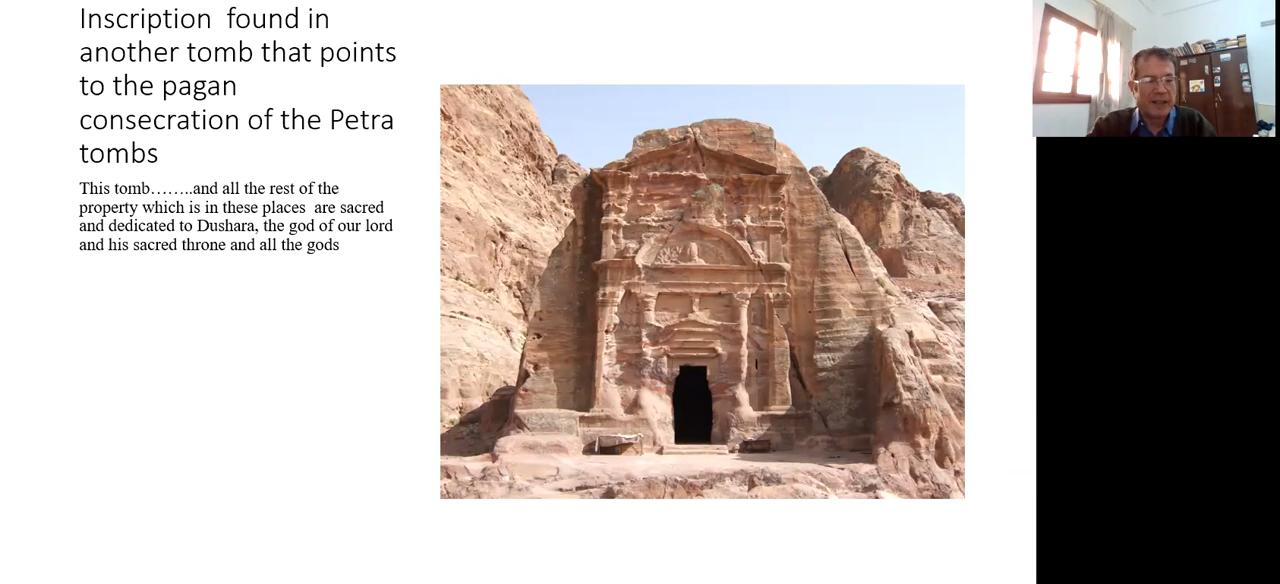 Inscription  found in
another tomb that points
to the pagan
consecration of the Petra
tombs
This tomb……..and all the rest of the
property which is in these places  are sacred
and dedicated to Dushara, the god of our lord
and his sacred throne and all the gods